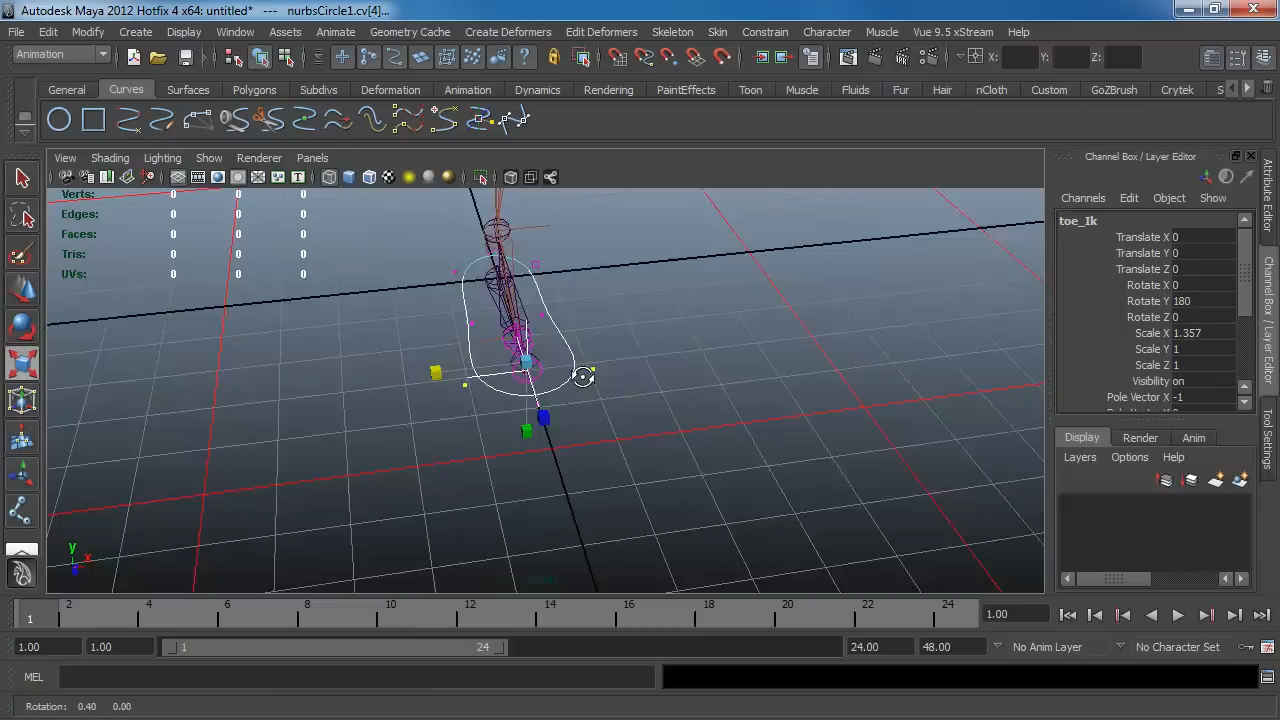 Autodesk Maya 2012 Hotfix 4 x64: untitled* --- nurbsCircle1.cv[4]...
File Edit Modify Create Display Window Assets Animate Geometry Cache Create Deformers Edit Deformers Skeleton Skin Constrain Character Muscle Vue 9.5 xStream Help
Animation X: Y: Z:
General Curves Surfaces Polygons Subdivs Deformation Animation Dynamics Rendering PaintEffects Toon Muscle Fluids Fur Hair nCloth Custom GoZBrush Crytek S
View Shading Lighting Show Renderer Panels
Channel Box / Layer Editor
Verts: 0 0 0
Edges: 0 0 0
Faces: 0 0 0
Tris: 0 0 0
UVs: 0 0 0
y
x
Channels Edit Object Show
toe_Ik
Translate X 0
Translate Y 0
Translate Z 0
Rotate X 0
Rotate Y 180
Rotate Z 0
Scale X 1.357
Scale Y 1
Scale Z 1
Visibility on
Pole Vector X -1
Display Render Anim
Layers Options Help
Attribute Editor
Channel Box / Layer Editor
Tool Settings
1 2 4 6 8 10 12 14 16 18 20 22 24 1.00
1.00 1.00 1 24 24.00 48.00 No Anim Layer No Character Set
MEL
Rotation: 0.40 0.00